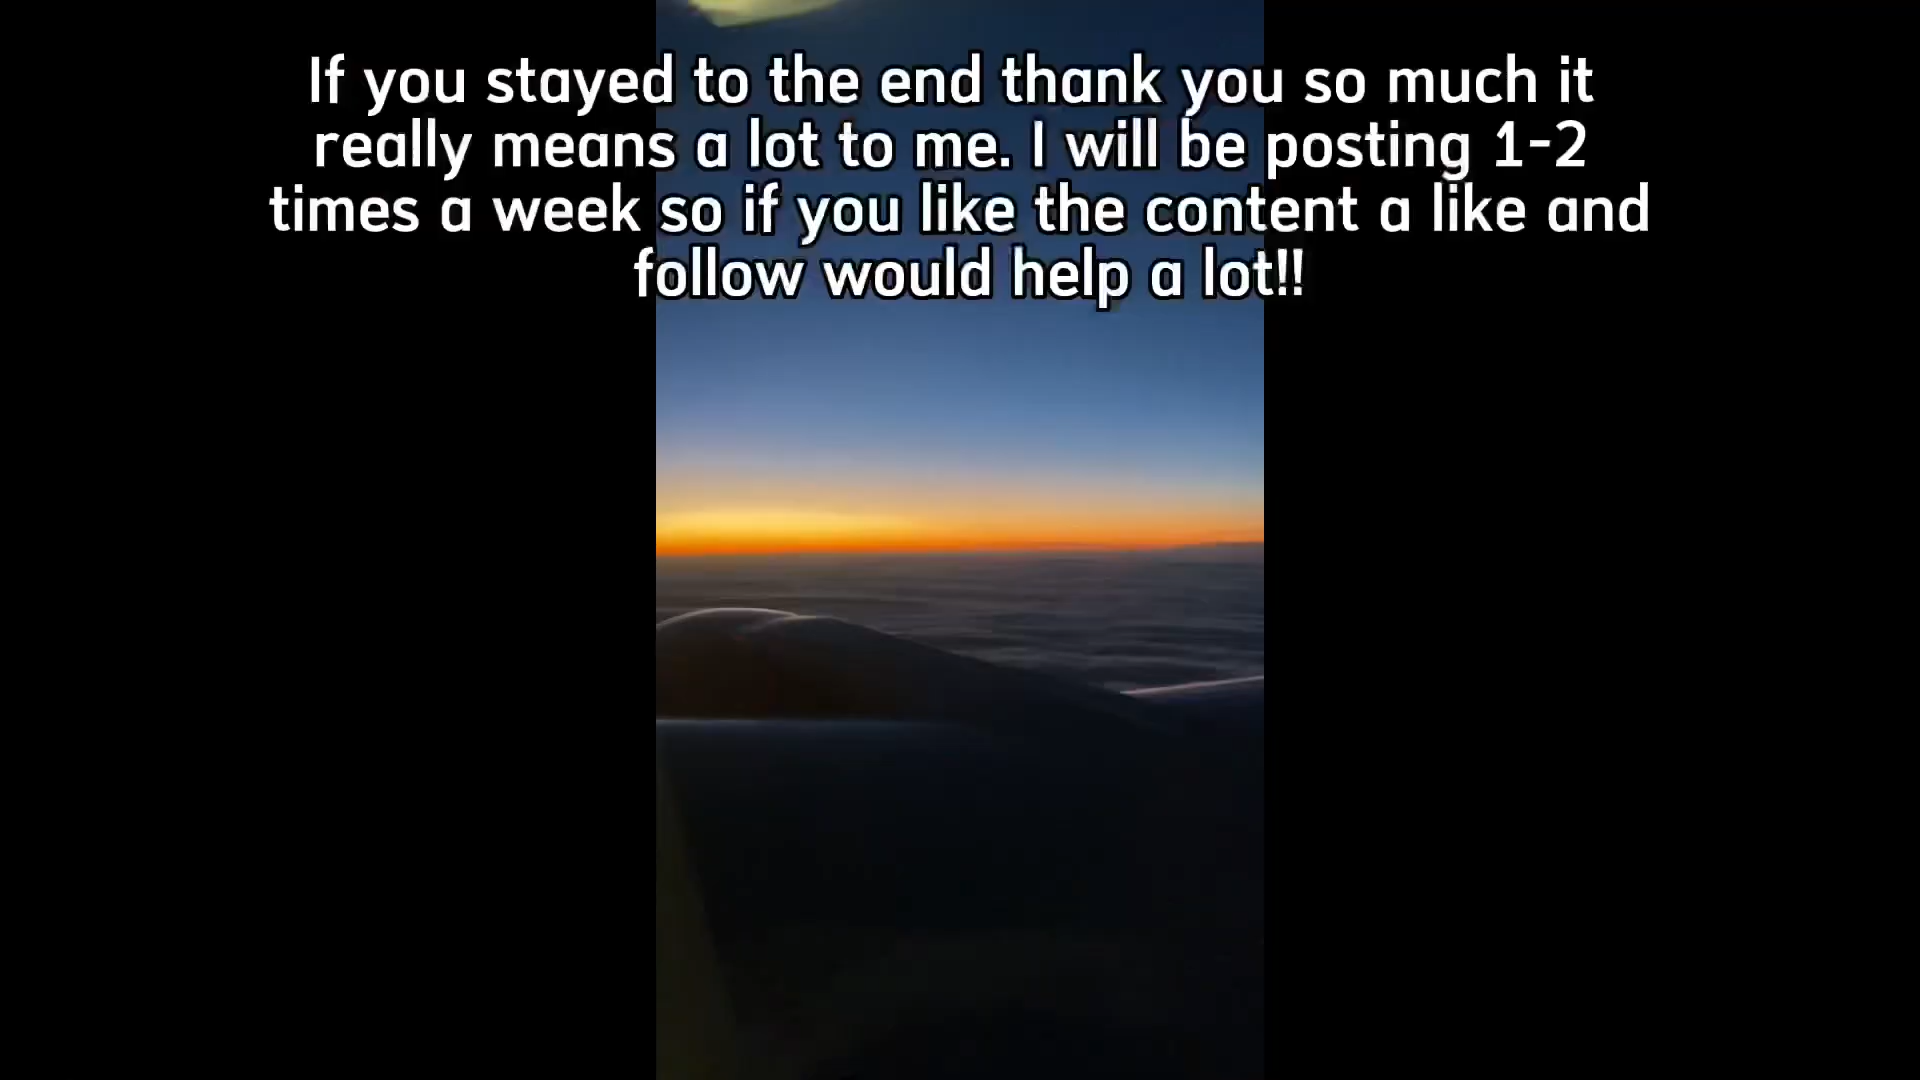 If you stayed to the end thank you so much it
really means a lot to me. I will be posting 1-2
times a week so if you like the content a like and
follow would help a lot!!